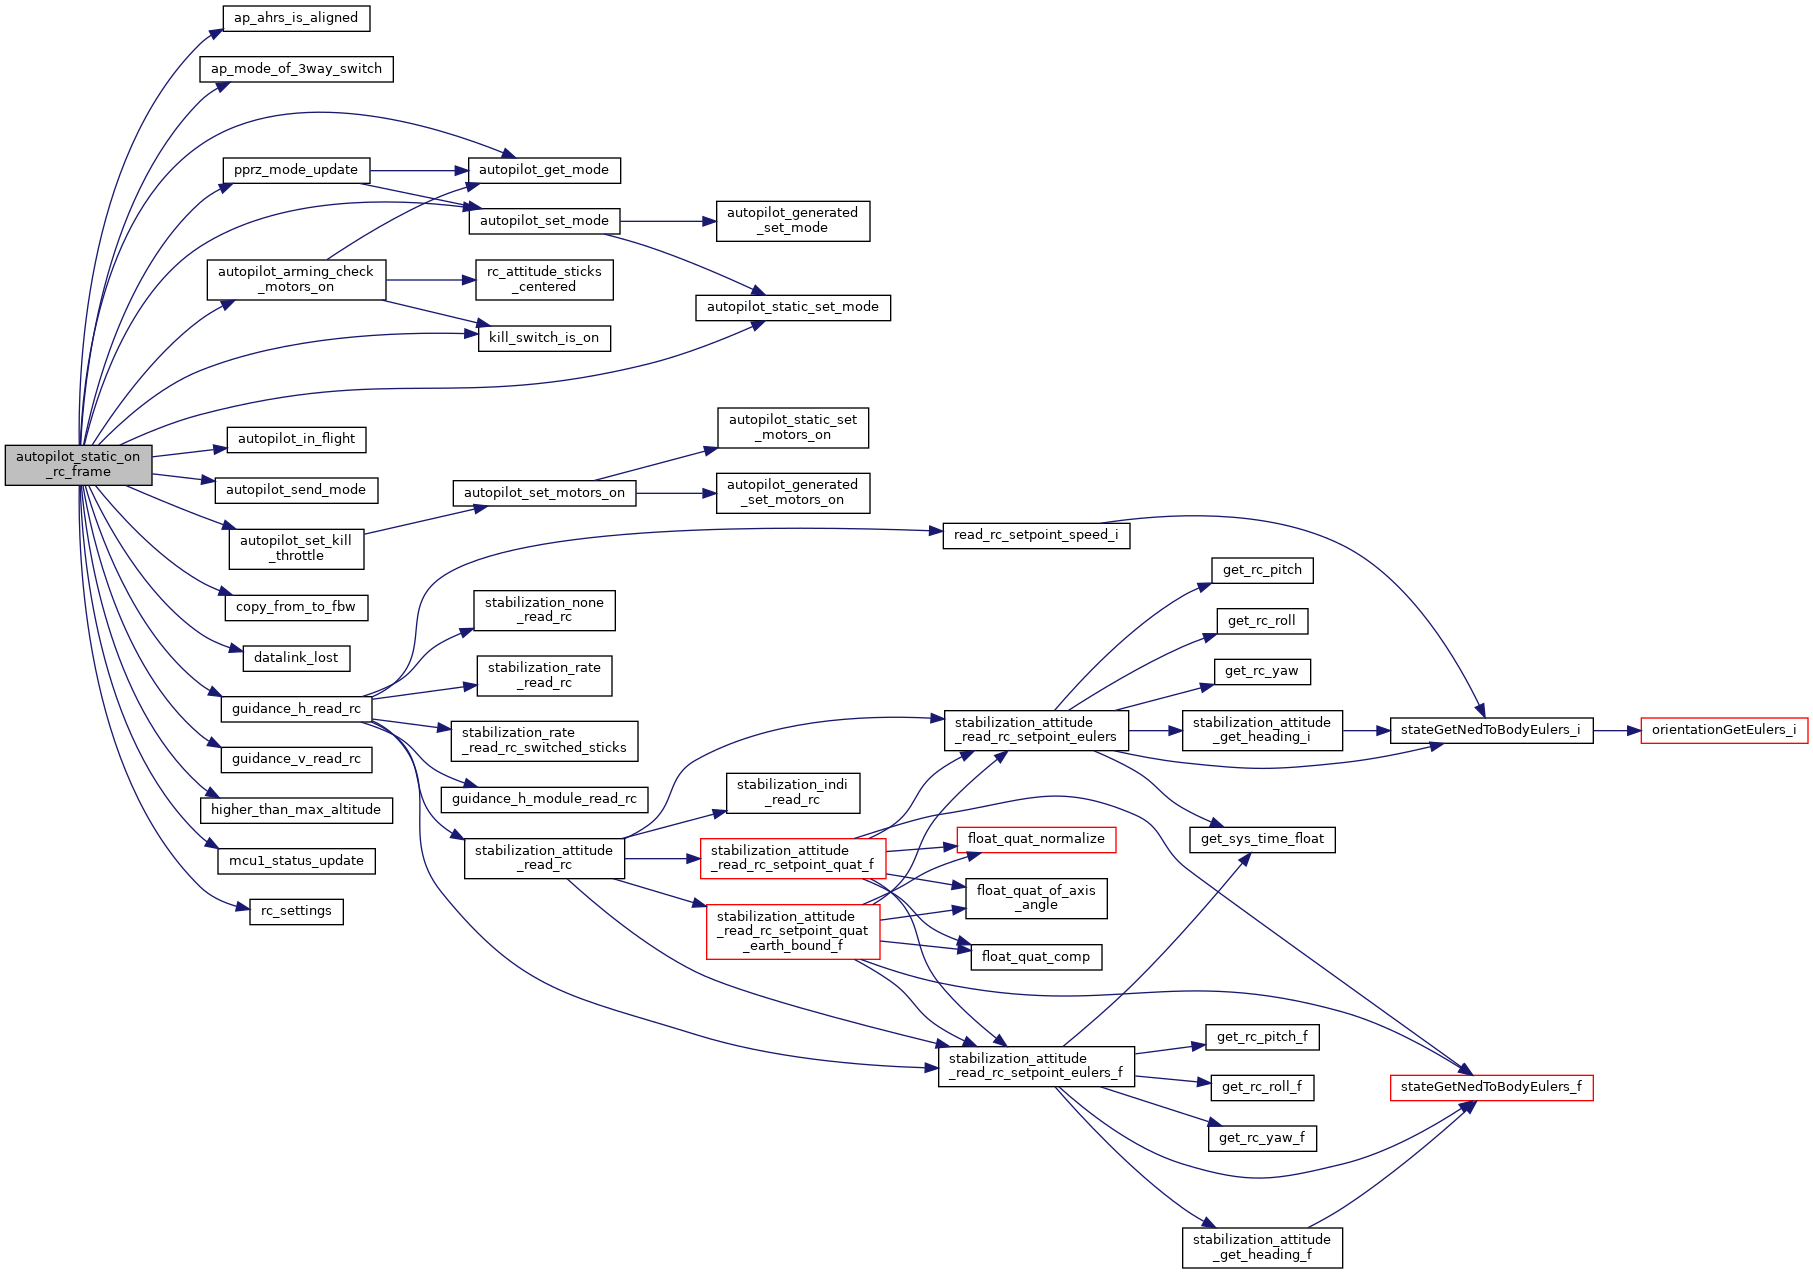 autopilot_static_on
_rc_frame
ap_ahrs_is_aligned
ap_mode_of_3way_switch
pprz_mode_update
autopilot_arming_check
_motors_on
autopilot_in_flight
autopilot_send_mode
autopilot_set_kill
_throttle
copy_from_to_fbw
datalink_lost
guidance_h_read_rc
guidance_v_read_rc
higher_than_max_altitude
mcu1_status_update
rc_settings
autopilot_get_mode
autopilot_set_mode
rc_attitude_sticks
_centered
kill_switch_is_on
autopilot_set_motors_on
stabilization_none
_read_rc
stabilization_rate
_read_rc
stabilization_rate
_read_rc_switched_sticks
guidance_h_module_read_rc
stabilization_attitude
_read_rc
autopilot_generated
_set_mode
autopilot_static_set_mode
autopilot_static_set
_motors_on
autopilot_generated
_set_motors_on
stabilization_indi
_read_rc
stabilization_attitude
_read_rc_setpoint_quat_f
stabilization_attitude
_read_rc_setpoint_quat
_earth_bound_f
read_rc_setpoint_speed_i
stabilization_attitude
_read_rc_setpoint_eulers
float_quat_normalize
float_quat_of_axis
_angle
float_quat_comp
stabilization_attitude
_read_rc_setpoint_eulers_f
get_rc_pitch
get_rc_roll
get_rc_yaw
stabilization_attitude
_get_heading_i
get_sys_time_float
get_rc_pitch_f
get_rc_roll_f
get_rc_yaw_f
stabilization_attitude
_get_heading_f
stateGetNedToBodyEulers_i
stateGetNedToBodyEulers_f
orientationGetEulers_i